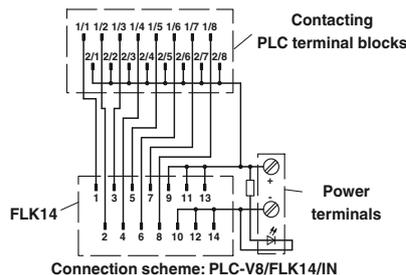 Contacting
PLC terminal blocks
1/1 1/2 1/3 1/4 1/5 1/6 1/7 1/8
2/1 2/2 2/3 2/4 2/5 2/6 2/7 2/8
1 3 5 7 9 11 13
+
-
FLK14
Power
terminals
2 4 6 8 10 12 14
Connection scheme: PLC-V8/FLK14/IN